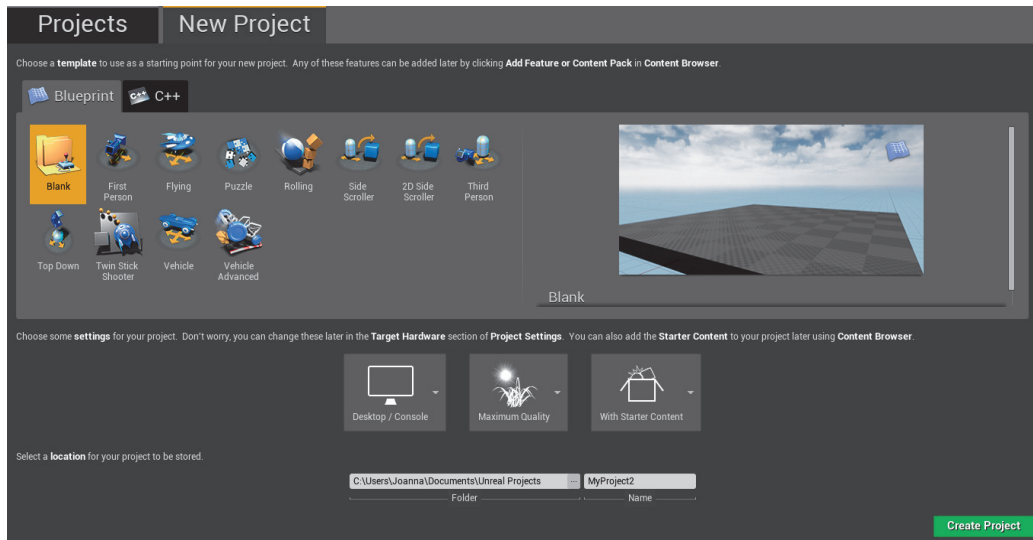 Projects
New Project
Choose a template to use as a starting point for your new project. Any of these features can be added later by clicking Add Feature or Content Pack in Content Browser.
Blueprint
C++
C++
Blank
First
Person
Flying
Puzzle
Rolling
Side
Scroller
2D Side
Scroller
Third
Person
Top Down
Twin Stick
Shooter
Vehicle
Vehicle
Advanced
Blank
Choose some settings for your project. Don't worry, you can change these later in the Target Hardware section of Project Settings. You can also add the Starter Content to your project later using Content Browser.
Desktop / Console
Maximum Quality
With Starter Content
Select a location for your project to be stored.
C:\Users\Joanna\Documents\Unreal Projects
...
MyProject2
Folder
Name
Create Project